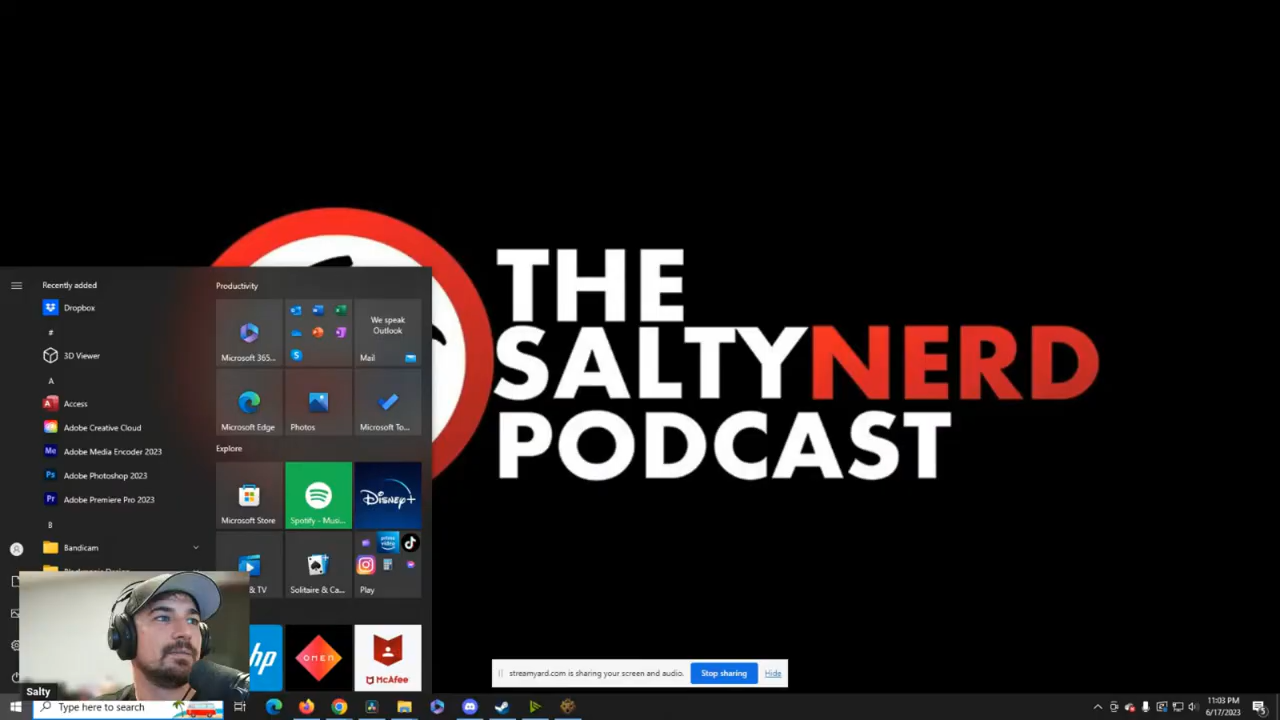 THE
SALTYNERD
PODCAST
Recently added
Dropbox
#
3D Viewer
A
Access
Adobe Creative Cloud
Adobe Media Encoder 2023
Adobe Photoshop 2023
Adobe Premiere Pro 2023
B
Bandicam
Productivity
Microsoft 365...
We speak
Outlook
Mail
Microsoft Edge
Photos
Microsoft To...
Explore
Microsoft Store
Spotify - Musi...
Disney+
& TV
Solitaire & Ca...
prime video
Play
hp
OMEN
McAfee
Salty
streamyard.com is sharing your screen and audio.
Stop sharing
Hide
Type here to search
11:03 PM
6/17/2023